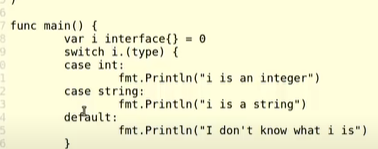 func main() {
        var i interface{} = 0
        switch i.(type) {
        case int:
                fmt.Println("i is an integer")
        case string:
                fmt.Println("i is a string")
        default:
                fmt.Println("I don't know what i is")
        }